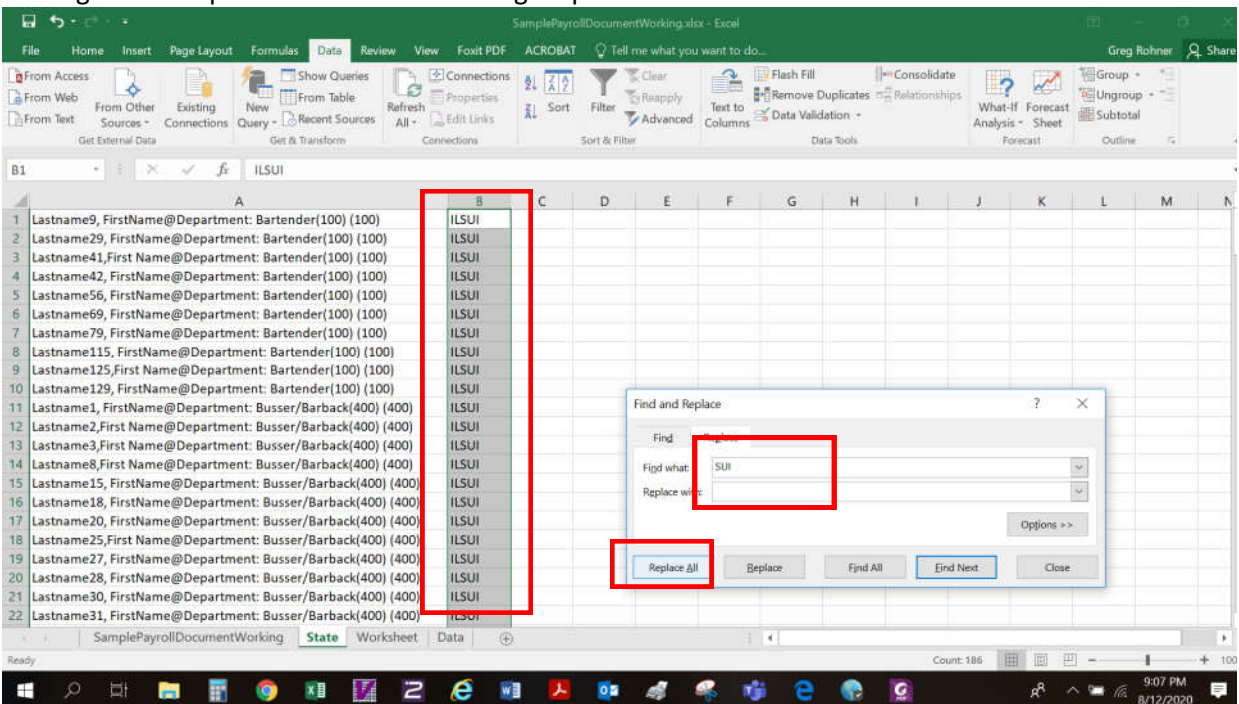 SamplePayrollDocumentWorking.xlsx - Excel
File Home Insert Page Layout Formulas Data Review View Foxit PDF ACROBAT Tell me what you want to do... Greg Rohner Share
From Access
From Web
From Text
From Other Sources
Existing Connections
Get External Data
New Query
Show Queries
From Table
Recent Sources
Get & Transform
Refresh All
Connections
Properties
Edit Links
Connections
Sort
Filter
Clear
Reapply
Advanced
Sort & Filter
Text to Columns
Flash Fill
Remove Duplicates
Data Validation
Consolidate
Relationships
Data Tools
What-If Analysis
Forecast Sheet
Forecast
Group
Ungroup
Subtotal
Outline
B1 fx ILSUI
A B C D E F G H I J K L M N
1 Lastname9, FirstName@Department: Bartender(100) (100) ILSUI
2 Lastname29, FirstName@Department: Bartender(100) (100) ILSUI
3 Lastname41,First Name@Department: Bartender(100) (100) ILSUI
4 Lastname42, FirstName@Department: Bartender(100) (100) ILSUI
5 Lastname56, FirstName@Department: Bartender(100) (100) ILSUI
6 Lastname69, FirstName@Department: Bartender(100) (100) ILSUI
7 Lastname79, FirstName@Department: Bartender(100) (100) ILSUI
8 Lastname115, FirstName@Department: Bartender(100) (100) ILSUI
9 Lastname125,First Name@Department: Bartender(100) (100) ILSUI
10 Lastname129, FirstName@Department: Bartender(100) (100) ILSUI
11 Lastname1, FirstName@Department: Busser/Barback(400) (400) ILSUI
12 Lastname2,First Name@Department: Busser/Barback(400) (400) ILSUI
13 Lastname3,First Name@Department: Busser/Barback(400) (400) ILSUI
14 Lastname8,First Name@Department: Busser/Barback(400) (400) ILSUI
15 Lastname15, FirstName@Department: Busser/Barback(400) (400) ILSUI
16 Lastname18, FirstName@Department: Busser/Barback(400) (400) ILSUI
17 Lastname20, FirstName@Department: Busser/Barback(400) (400) ILSUI
18 Lastname25,First Name@Department: Busser/Barback(400) (400) ILSUI
19 Lastname27, FirstName@Department: Busser/Barback(400) (400) ILSUI
20 Lastname28, FirstName@Department: Busser/Barback(400) (400) ILSUI
21 Lastname30, FirstName@Department: Busser/Barback(400) (400) ILSUI
22 Lastname31, FirstName@Department: Busser/Barback(400) (400) ILSUI
Find and Replace ?
Find Replace
Find what: SUI
Replace with:
Options >>
Replace All Replace Find All Find Next Close
SamplePayrollDocumentWorking State Worksheet Data
Ready Count: 186 100
9:07 PM
8/12/2020